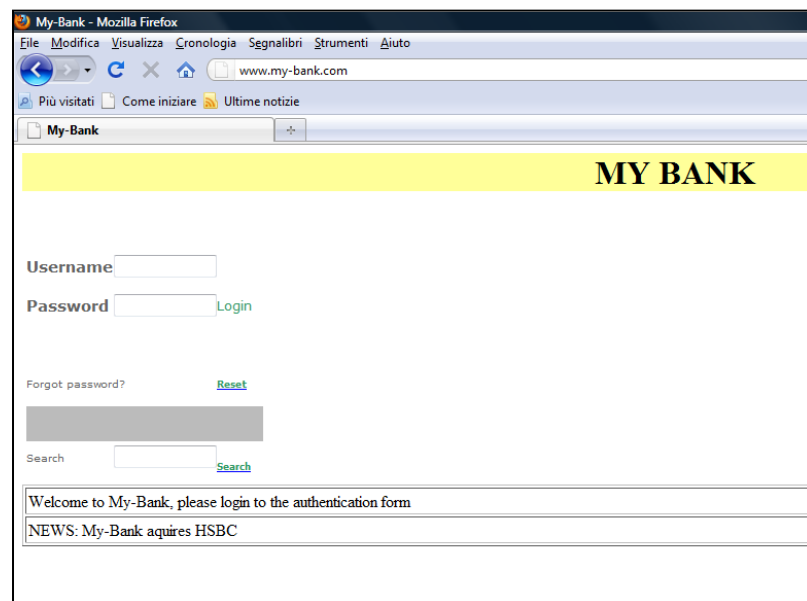 My-Bank - Mozilla Firefox
File Modifica Visualizza Cronologia Segnalibri Strumenti Aiuto
www.my-bank.com
Più visitati Come iniziare Ultime notizie
My-Bank
MY BANK
Username
Password Login
Forgot password? Reset
Search Search
Welcome to My-Bank, please login to the authentication form
NEWS: My-Bank aquires HSBC